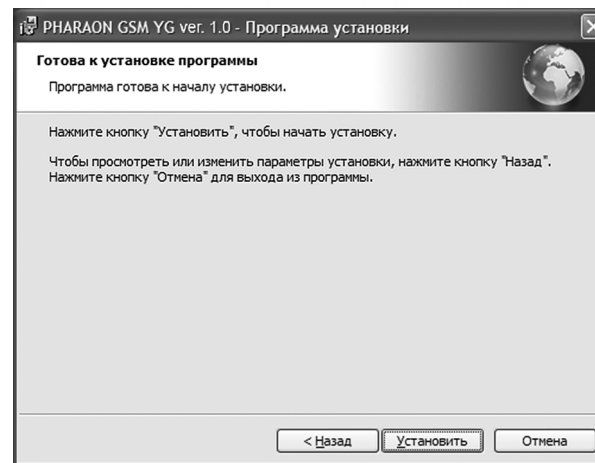 PHARAON GSM YG ver. 1.0 - Программа установки
Готова к установке программы
Программа готова к началу установки.
Нажмите кнопку "Установить", чтобы начать установку.
Чтобы просмотреть или изменить параметры установки, нажмите кнопку "Назад".
Нажмите кнопку "Отмена" для выхода из программы.
< Назад Установить Отмена